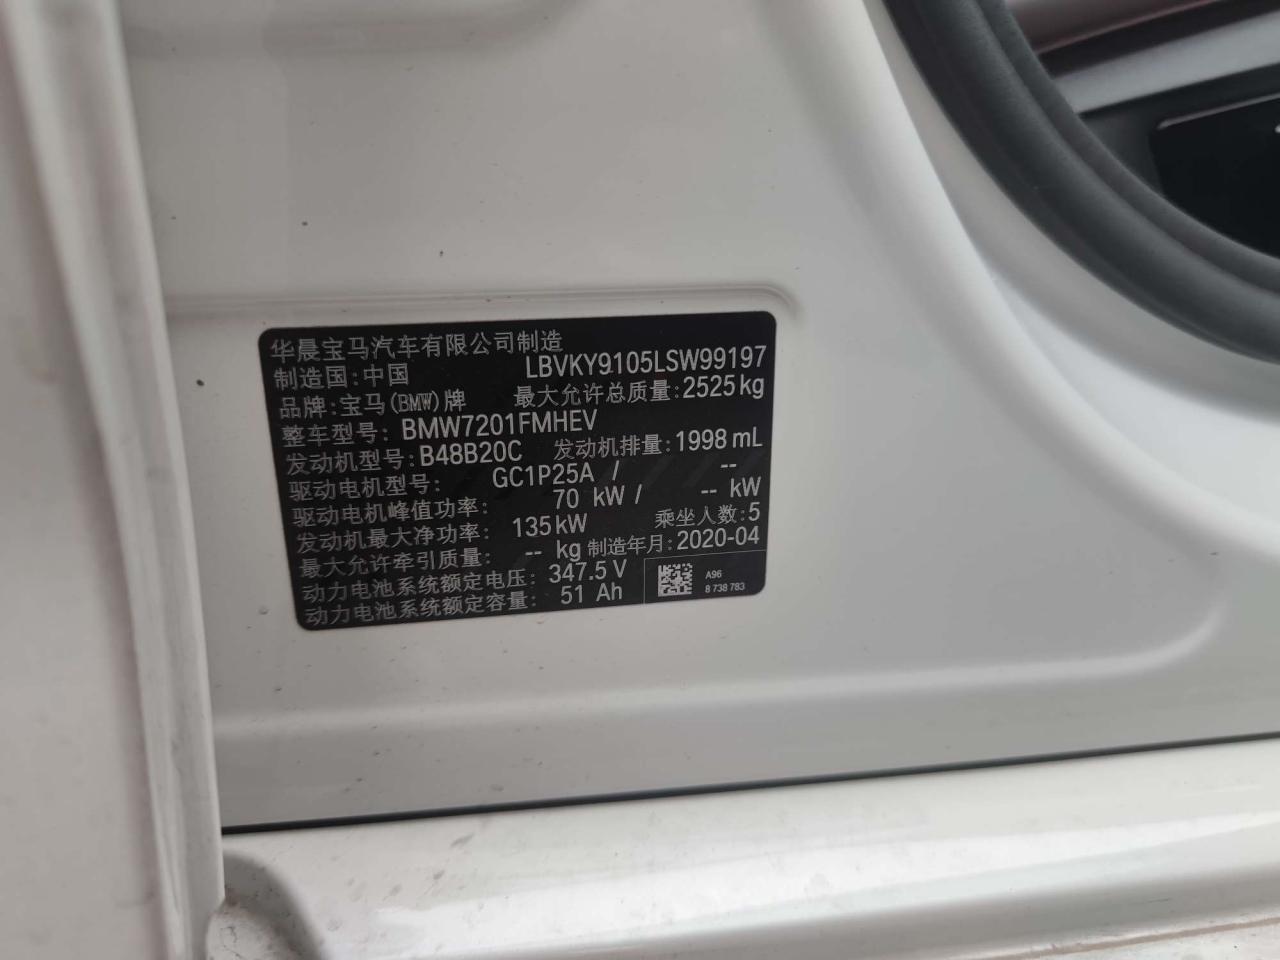 华晨宝马汽车有限公司制造
制造国:中国 LBVKY9105LSW99197
品牌:宝马(BMW)牌 最大允许总质量:2525kg
整车型号: BMW7201FMHEV
发动机型号:B48B20C 发动机排量:1998 mL
驱动电机型号: GC1P25A / --
驱动电机峰值功率: 70 kW / -- kW
发动机最大净功率: 135kW 乘坐人数:5
最大允许牵引质量: -- kg 制造年月:2020-04
动力电池系统额定电压: 347.5 V
动力电池系统额定容量: 51 Ah
A96
8 738 783